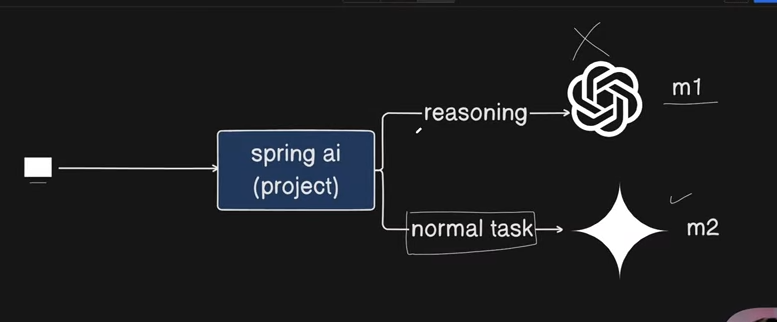 reasoning
m1
spring ai
(project)
normal task
m2